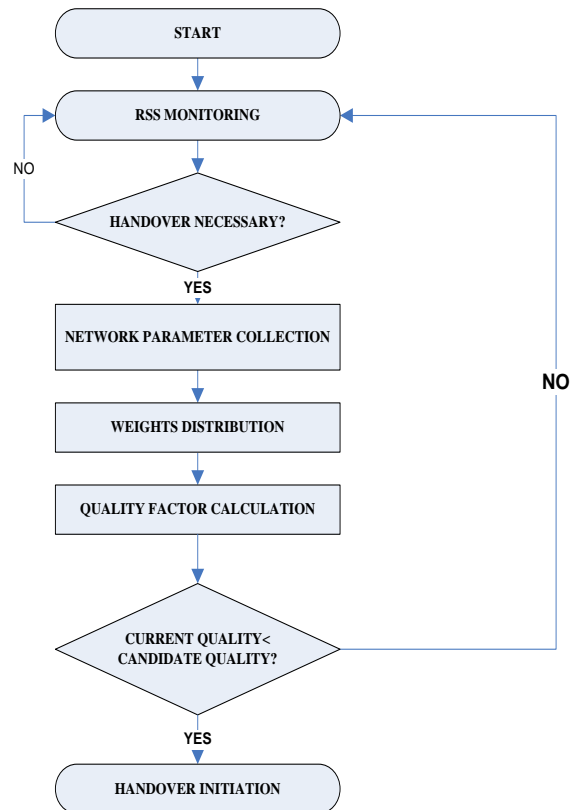 START
RSS MONITORING
NO
HANDOVER NECESSARY?
YES
NETWORK PARAMETER COLLECTION
NO
WEIGHTS DISTRIBUTION
QUALITY FACTOR CALCULATION
CURRENT QUALITY<
CANDIDATE QUALITY?
YES
HANDOVER INITIATION